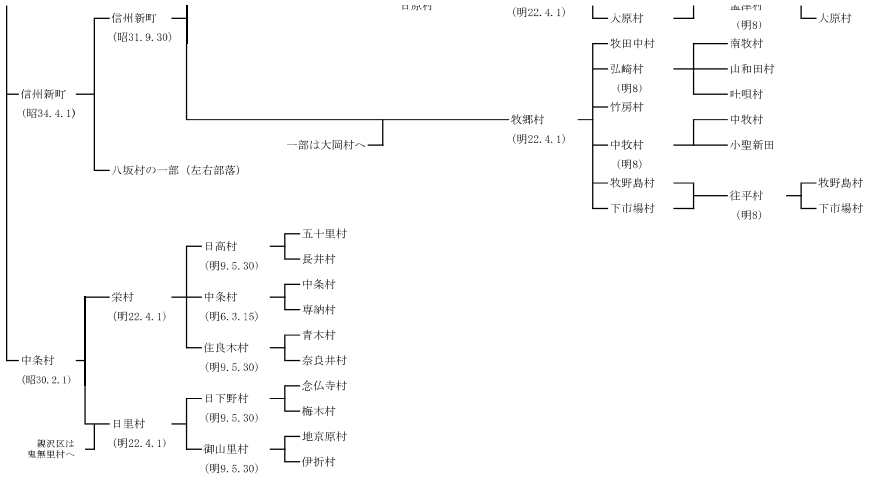 信州新町
(昭31.9.30)
(明22.4.1)
大原村
(明8)
大原村
信州新町
(昭34.4.1)
八坂村の一部（左右部落）
一部は大岡村へ
牧郷村
(明22.4.1)
牧田中村
弘崎村
(明8)
南牧村
山和田村
吐唄村
竹房村
中牧村
(明8)
中牧村
小聖新田
牧野島村
下市場村
往平村
(明8)
牧野島村
下市場村
中条村
(昭30.2.1)
栄村
(明22.4.1)
日高村
(明9.5.30)
五十里村
長井村
中条村
(明6.3.15)
中条村
専納村
住良木村
(明9.5.30)
青木村
奈良井村
日里村
(明22.4.1)
親沢区は
鬼無里村へ
日下野村
(明9.5.30)
念仏寺村
梅木村
御山里村
(明9.5.30)
地京原村
伊折村